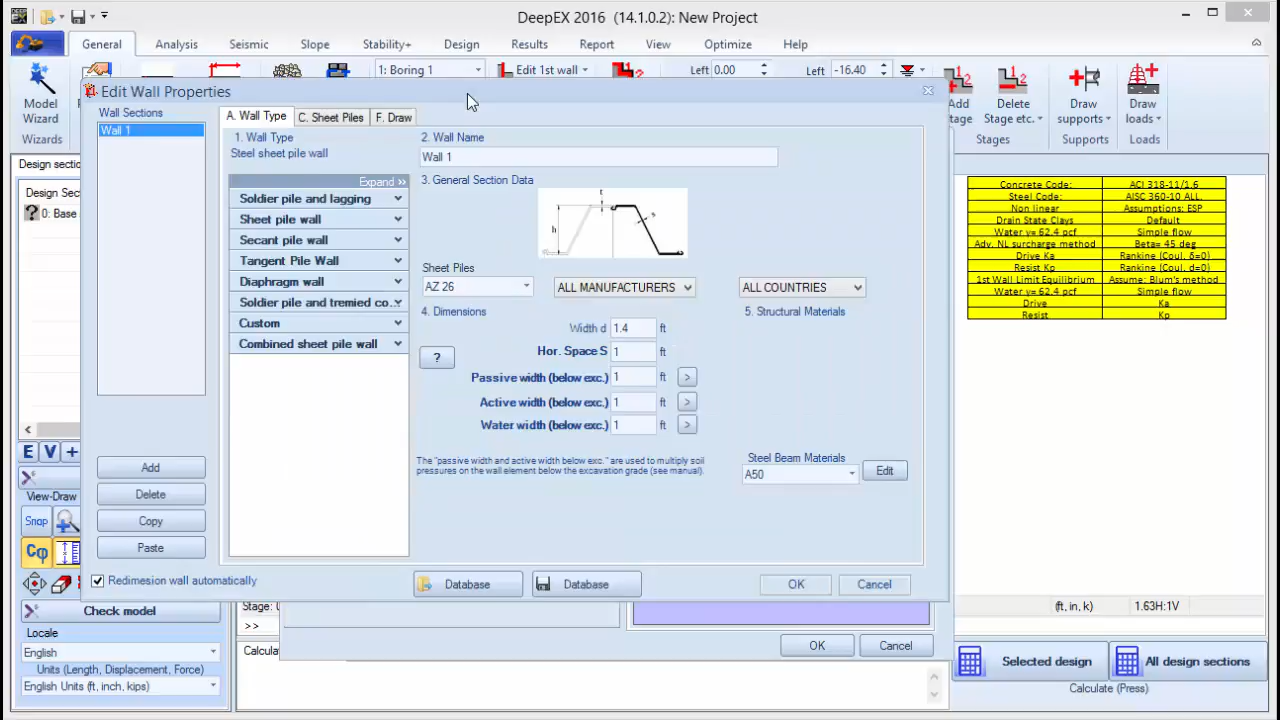 DeepEX 2016 (14.1.0.2): New Project
General Analysis Seismic Slope Stability+ Design Results Report View Optimize Help
1: Boring 1 Edit 1st wall Left 0.00 Left -16.40
Model Wizard
Wizards
Add
Delete Stage etc.
Stages
Draw supports
Draw loads
Loads
Edit Wall Properties
Wall Sections
Wall 1
A. Wall Type C. Sheet Piles F. Draw
1. Wall Type
Steel sheet pile wall
Expand >>
Soldier pile and lagging
Sheet pile wall
Secant pile wall
Tangent Pile Wall
Diaphragm wall
Soldier pile and tremied co...
Custom
Combined sheet pile wall
2. Wall Name
Wall 1
3. General Section Data
t
h
s
Sheet Piles
AZ 26 ALL MANUFACTURERS ALL COUNTRIES
4. Dimensions
Width d 1.4 ft
Hor. Space S 1 ft
Passive width (below exc.) 1 ft >
Active width (below exc.) 1 ft >
Water width (below exc.) 1 ft >
?
5. Structural Materials
The "passive width and active width below exc." are used to multiply soil
pressures on the wall element below the excavation grade (see manual).
Steel Beam Materials
A50 Edit
Add
Delete
Copy
Paste
Redimesion wall automatically
Database Database OK Cancel
OK Cancel
Design section
Design Sec
0: Base
E V +
View-Draw
Snap
Cφ
Check model
Locale
English
Units (Length, Displacement, Force)
English Units (ft, inch, kips)
Stage:
>>
Concrete Code: ACI 318-11/1.6
Steel Code: AISC 360-10 ALL.
Non linear Assumptions: ESP
Drain State Clays Default
Water γ= 62.4 pcf Simple flow
Adv. NL surcharge method Beta= 45 deg
Drive Ka Rankine (Coul. δ=0)
Resist Kp Rankine (Coul. d=0)
1st Wall Limit Equilibrium Assume: Blum's method
Water γ= 62.4 pcf Simple flow
Drive Ka
Resist Kp
(ft, in, k) 1.63H:1V
Selected design All design sections
Calculate (Press)